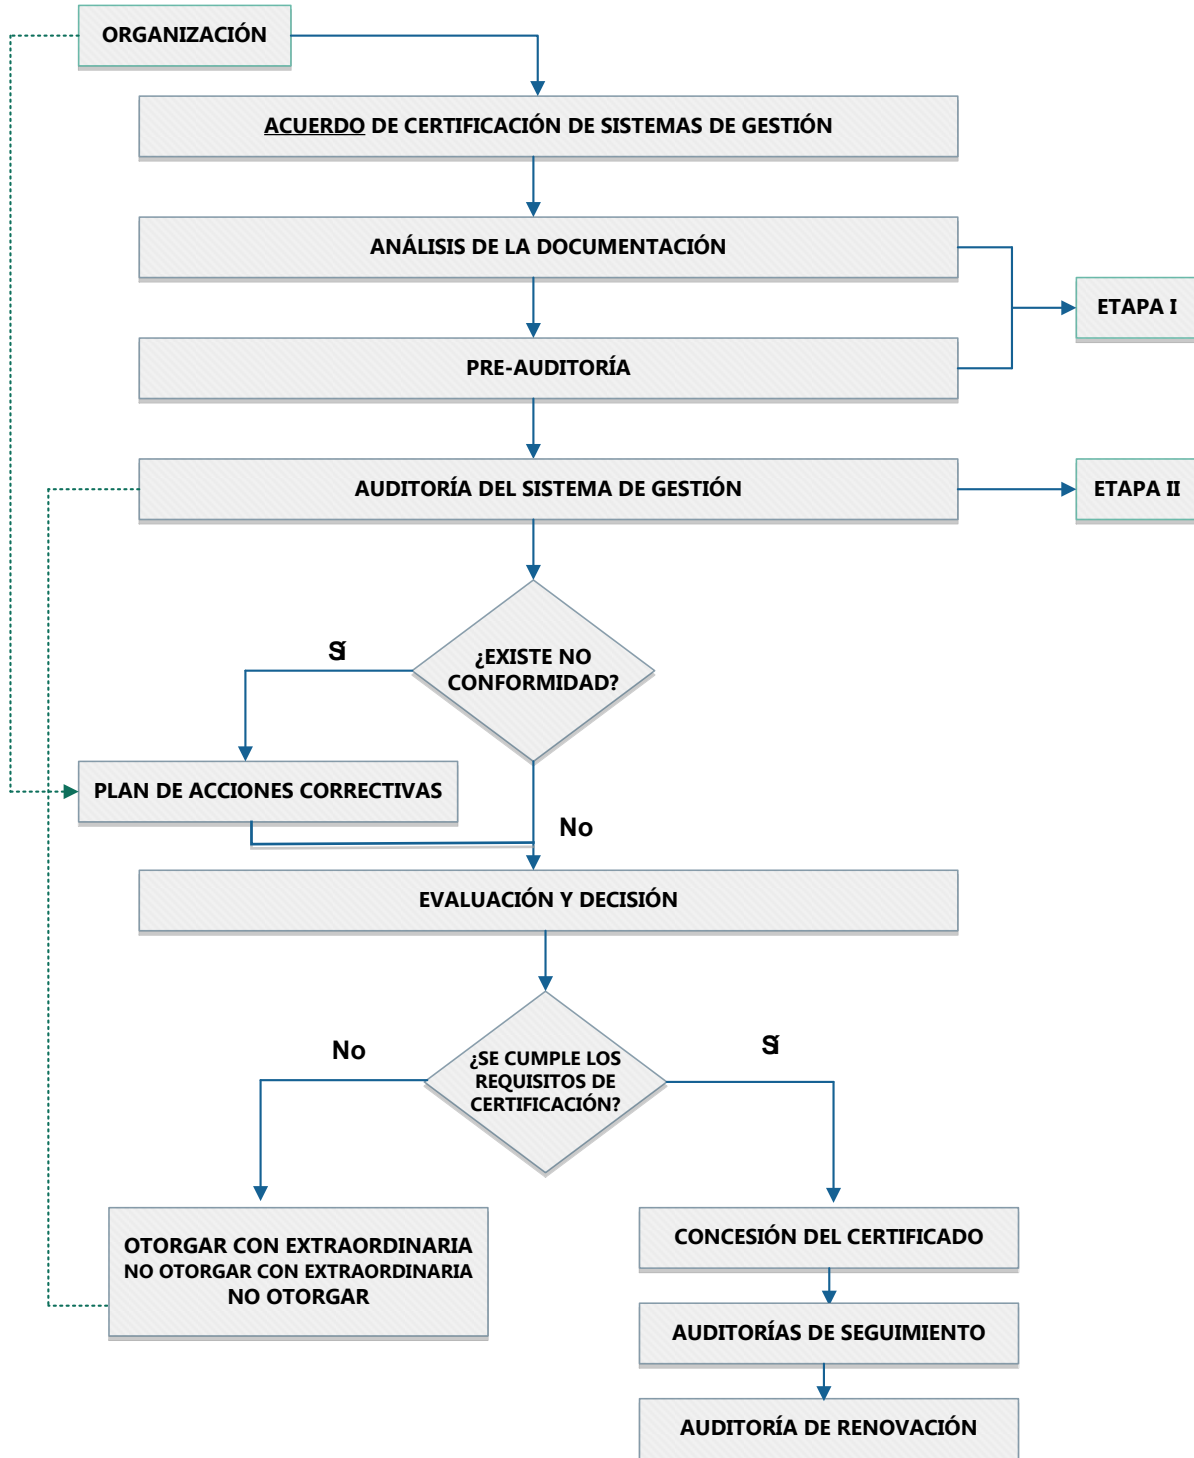 ORGANIZACIÓN
ACUERDO DE CERTIFICACIÓN DE SISTEMAS DE GESTIÓN
ANÁLISIS DE LA DOCUMENTACIÓN
ETAPA I
PRE-AUDITORÍA
AUDITORÍA DEL SISTEMA DE GESTIÓN
ETAPA II
Sí
¿EXISTE NO
CONFORMIDAD?
PLAN DE ACCIONES CORRECTIVAS
No
EVALUACIÓN Y DECISIÓN
No
Sí
¿SE CUMPLE LOS
REQUISITOS DE
CERTIFICACIÓN?
OTORGAR CON EXTRAORDINARIA
NO OTORGAR CON EXTRAORDINARIA
NO OTORGAR
CONCESIÓN DEL CERTIFICADO
AUDITORÍAS DE SEGUIMIENTO
AUDITORÍA DE RENOVACIÓN